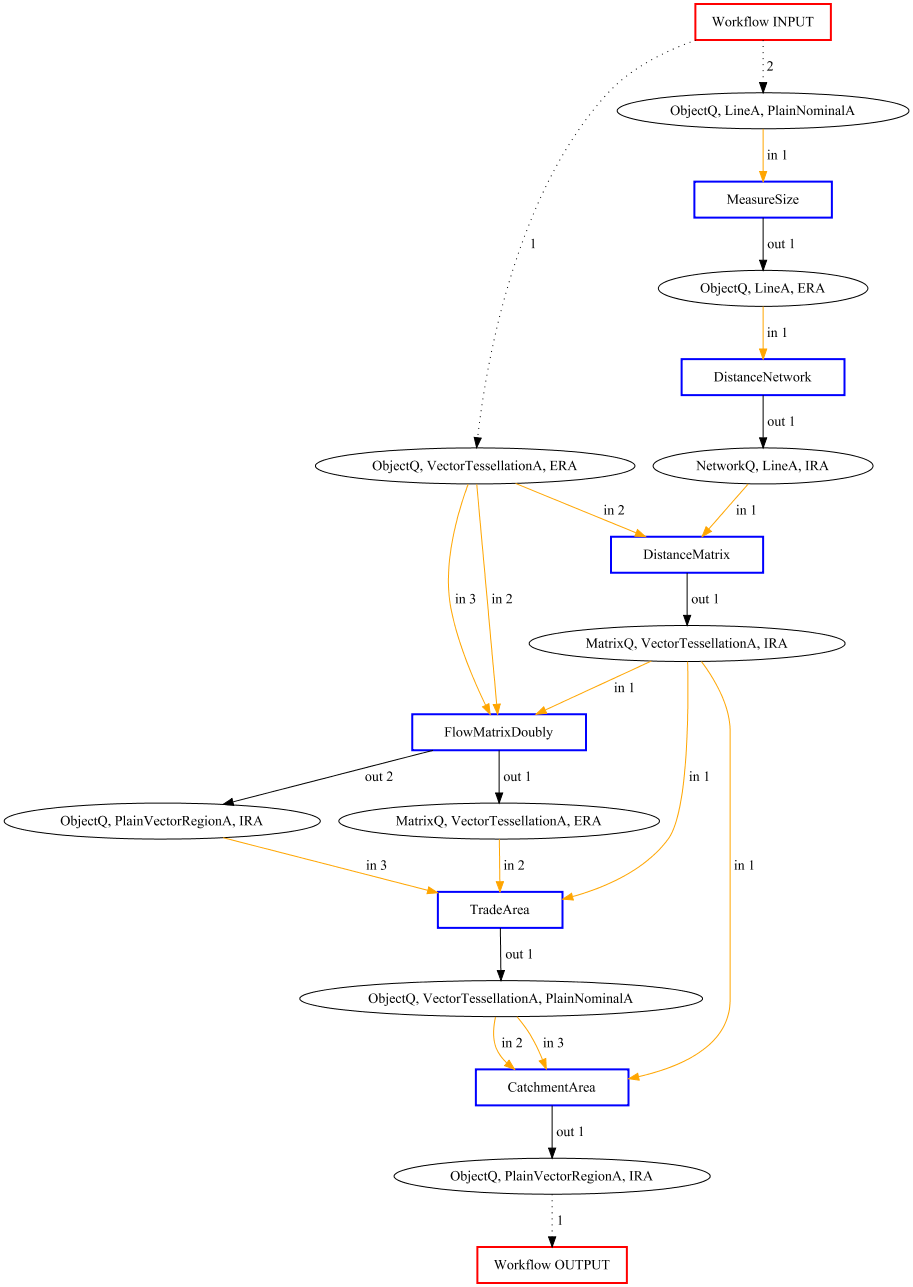 Workflow INPUT
2
ObjectQ, LineA, PlainNominalA
in 1
MeasureSize
1
out 1
ObjectQ, LineA, ERA
in 1
DistanceNetwork
out 1
ObjectQ, VectorTessellationA, ERA
NetworkQ, LineA, IRA
in 2
in 1
DistanceMatrix
in 3
in 2
out 1
MatrixQ, VectorTessellationA, IRA
in 1
FlowMatrixDoubly
out 2
out 1
in 1
ObjectQ, PlainVectorRegionA, IRA
MatrixQ, VectorTessellationA, ERA
in 3
in 2
in 1
TradeArea
out 1
ObjectQ, VectorTessellationA, PlainNominalA
in 2
in 3
CatchmentArea
out 1
ObjectQ, PlainVectorRegionA, IRA
1
Workflow OUTPUT